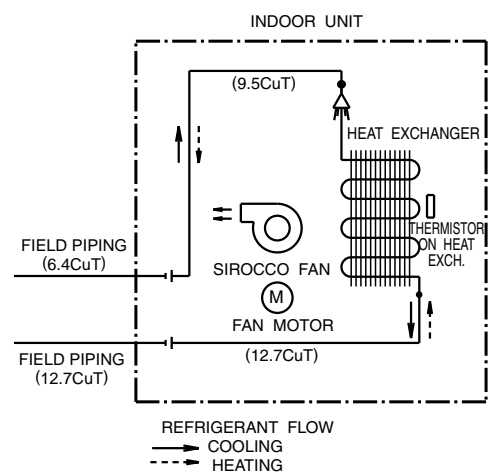 INDOOR UNIT
(9.5CuT)
HEAT EXCHANGER
THERMISTOR
ON HEAT
EXCH.
FIELD PIPING
(6.4CuT)
SIROCCO FAN
M
FAN MOTOR
FIELD PIPING
(12.7CuT)
(12.7CuT)
REFRIGERANT FLOW
COOLING
HEATING